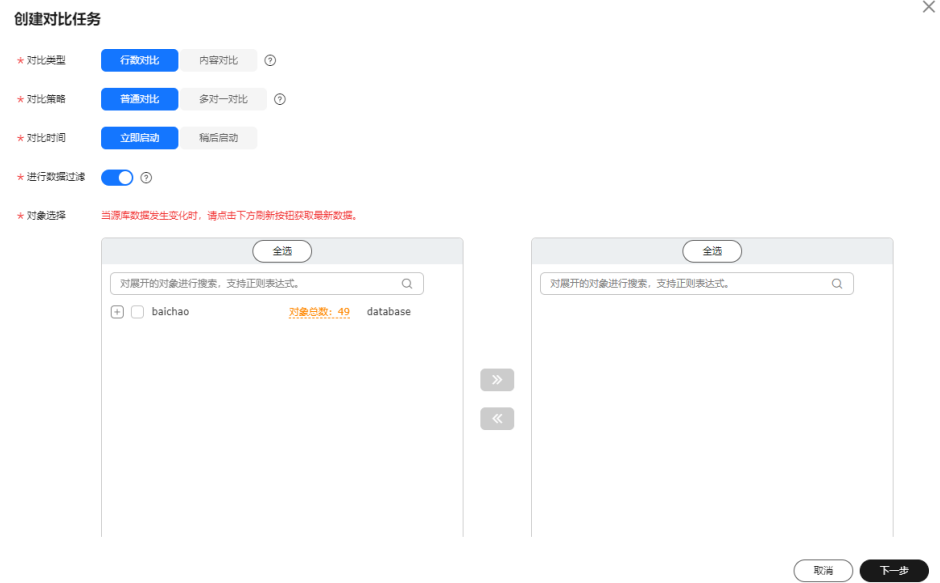 创建对比任务
* 对比类型 行数对比 内容对比 ?
* 对比策略 普通对比 多对一对比 ?
* 对比时间 立即启动 稍后启动
* 进行数据过滤 ?
* 对象选择 当源库数据发生变化时，请点击下方刷新按钮获取最新数据。
全选 全选
对展开的对象进行搜索，支持正则表达式。 对展开的对象进行搜索，支持正则表达式。
baichao 对象总数：49 database
取消 下一步